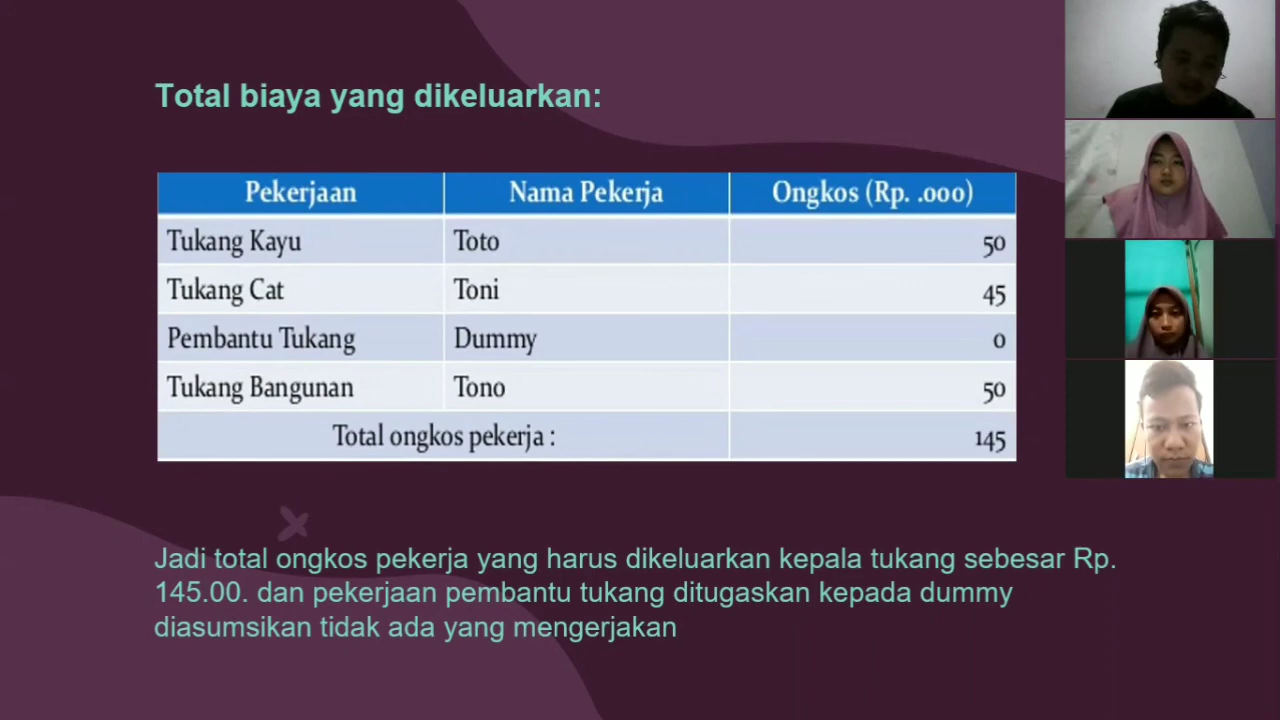 Total biaya yang dikeluarkan:
Pekerjaan Nama Pekerja Ongkos (Rp. .000)
Tukang Kayu Toto 50
Tukang Cat Toni 45
Pembantu Tukang Dummy 0
Tukang Bangunan Tono 50
Total ongkos pekerja : 145
Jadi total ongkos pekerja yang harus dikeluarkan kepala tukang sebesar Rp.
145.00. dan pekerjaan pembantu tukang ditugaskan kepada dummy
diasumsikan tidak ada yang mengerjakan